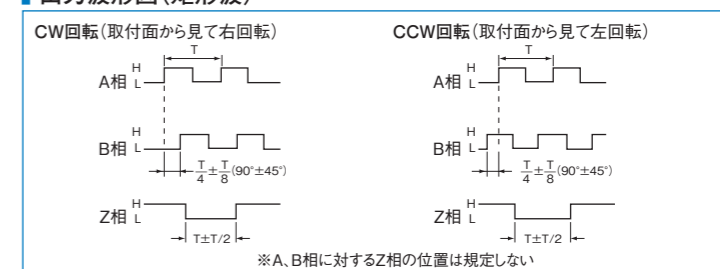 出力波形図(矩形波)
CW回転(取付面から見て右回転)
T
A相 H L
B相 H L
T/4±T/8(90°±45°)
Z相 H L
T±T/2
CCW回転(取付面から見て左回転)
T
A相 H L
B相 H L
T/4±T/8(90°±45°)
Z相 H L
T±T/2
※A、B相に対するZ相の位置は規定しない